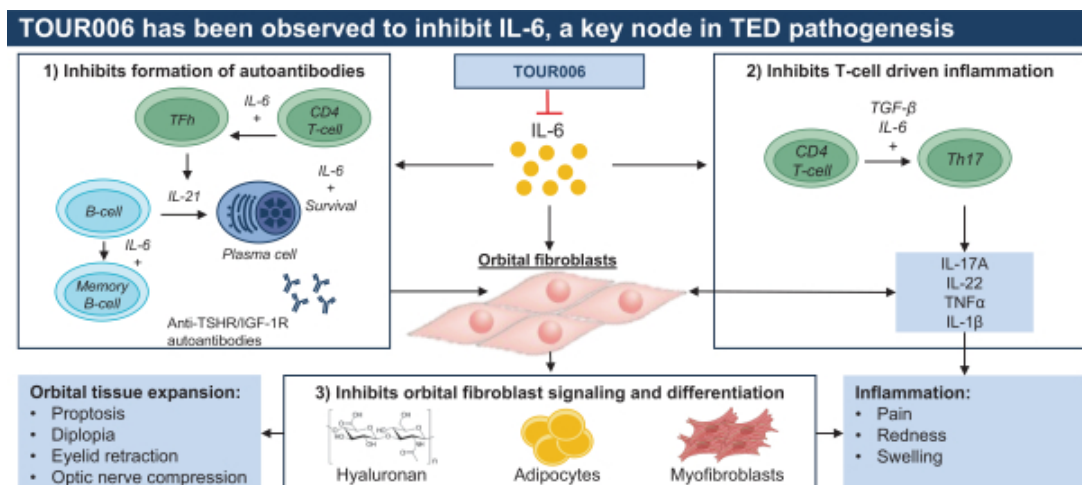 TOUR006 has been observed to inhibit IL-6, a key node in TED pathogenesis
1) Inhibits formation of autoantibodies
TFh
IL-6
+
CD4
T-cell
B-cell
IL-21
Plasma cell
IL-6
+
Survival
IL-6
+
Memory
B-cell
Anti-TSHR/IGF-1R
autoantibodies
TOUR006
IL-6
Orbital fibroblasts
2) Inhibits T-cell driven inflammation
CD4
T-cell
TGF-β
IL-6
+
Th17
IL-17A
IL-22
TNFα
IL-1β
Orbital tissue expansion:
• Proptosis
• Diplopia
• Eyelid retraction
• Optic nerve compression
3) Inhibits orbital fibroblast signaling and differentiation
Hyaluronan
Adipocytes
Myofibroblasts
Inflammation:
• Pain
• Redness
• Swelling